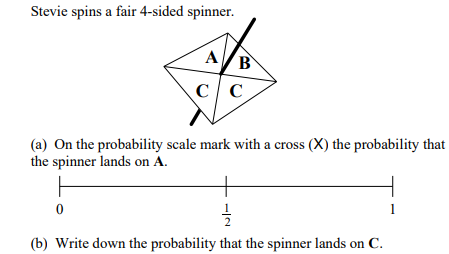 Stevie spins a fair 4-sided spinner.
A
B
C
C
(a) On the probability scale mark with a cross (X) the probability that
the spinner lands on A.
0
1/2
1
(b) Write down the probability that the spinner lands on C.